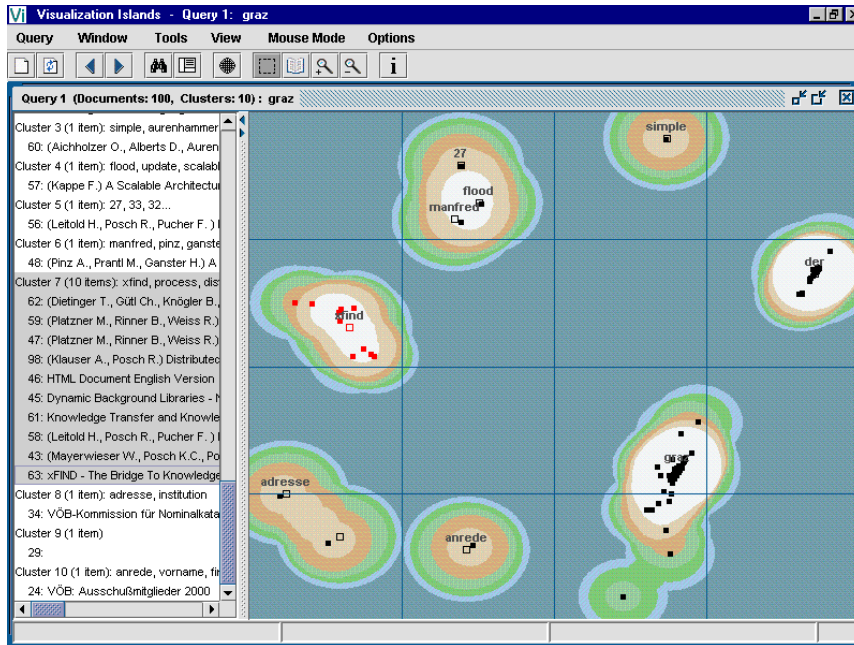 Vi Visualization Islands - Query 1: graz
Query Window Tools View Mouse Mode Options
i
Query 1 (Documents: 100, Clusters: 10) : graz
Cluster 3 (1 item): simple, aurenhammer
60: (Aichholzer O., Alberts D., Auren
Cluster 4 (1 item): flood, update, scalabl
57: (Kappe F.) A Scalable Architectu
Cluster 5 (1 item): 27, 33, 32...
56: (Leitold H., Posch R., Pucher F. ) I
Cluster 6 (1 item): manfred, pinz, ganste
48: (Pinz A., Prantl M., Ganster H.) A
Cluster 7 (10 items): xfind, process, dis
62: (Dietinger T., Gütl Ch., Knögler B.,
59: (Platzner M., Rinner B., Weiss R.)
47: (Platzner M., Rinner B., Weiss R.)
98: (Klauser A., Posch R.) Distributed
46: HTML Document English Version
45: Dynamic Background Libraries - N
61: Knowledge Transfer and Knowle
58: (Leitold H., Posch R., Pucher F. ) I
43: (Mayerwieser W., Posch K.C., Po
63: xFIND - The Bridge To Knowledge
Cluster 8 (1 item): adresse, institution
34: VÖB-Kommission für Nominalkata
Cluster 9 (1 item)
29:
Cluster 10 (1 item): anrede, vorname, fir
24: VÖB: Ausschußmitglieder 2000
simple
27
flood
manfred
der
xfind
graz
adresse
anrede